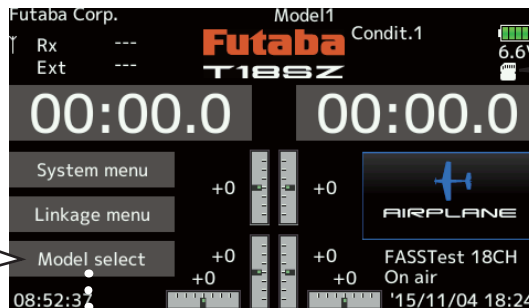 Futaba Corp.
Model1
Rx ---
Ext ---
Futaba
T18SZ
Condit.1
6.6V
00:00.0
00:00.0
System menu
Linkage menu
Model select
+0
+0
+0
+0
+0
+0
AIRPLANE
FASSTest 18CH
On air
08:52:3
'15/11/04 18:24